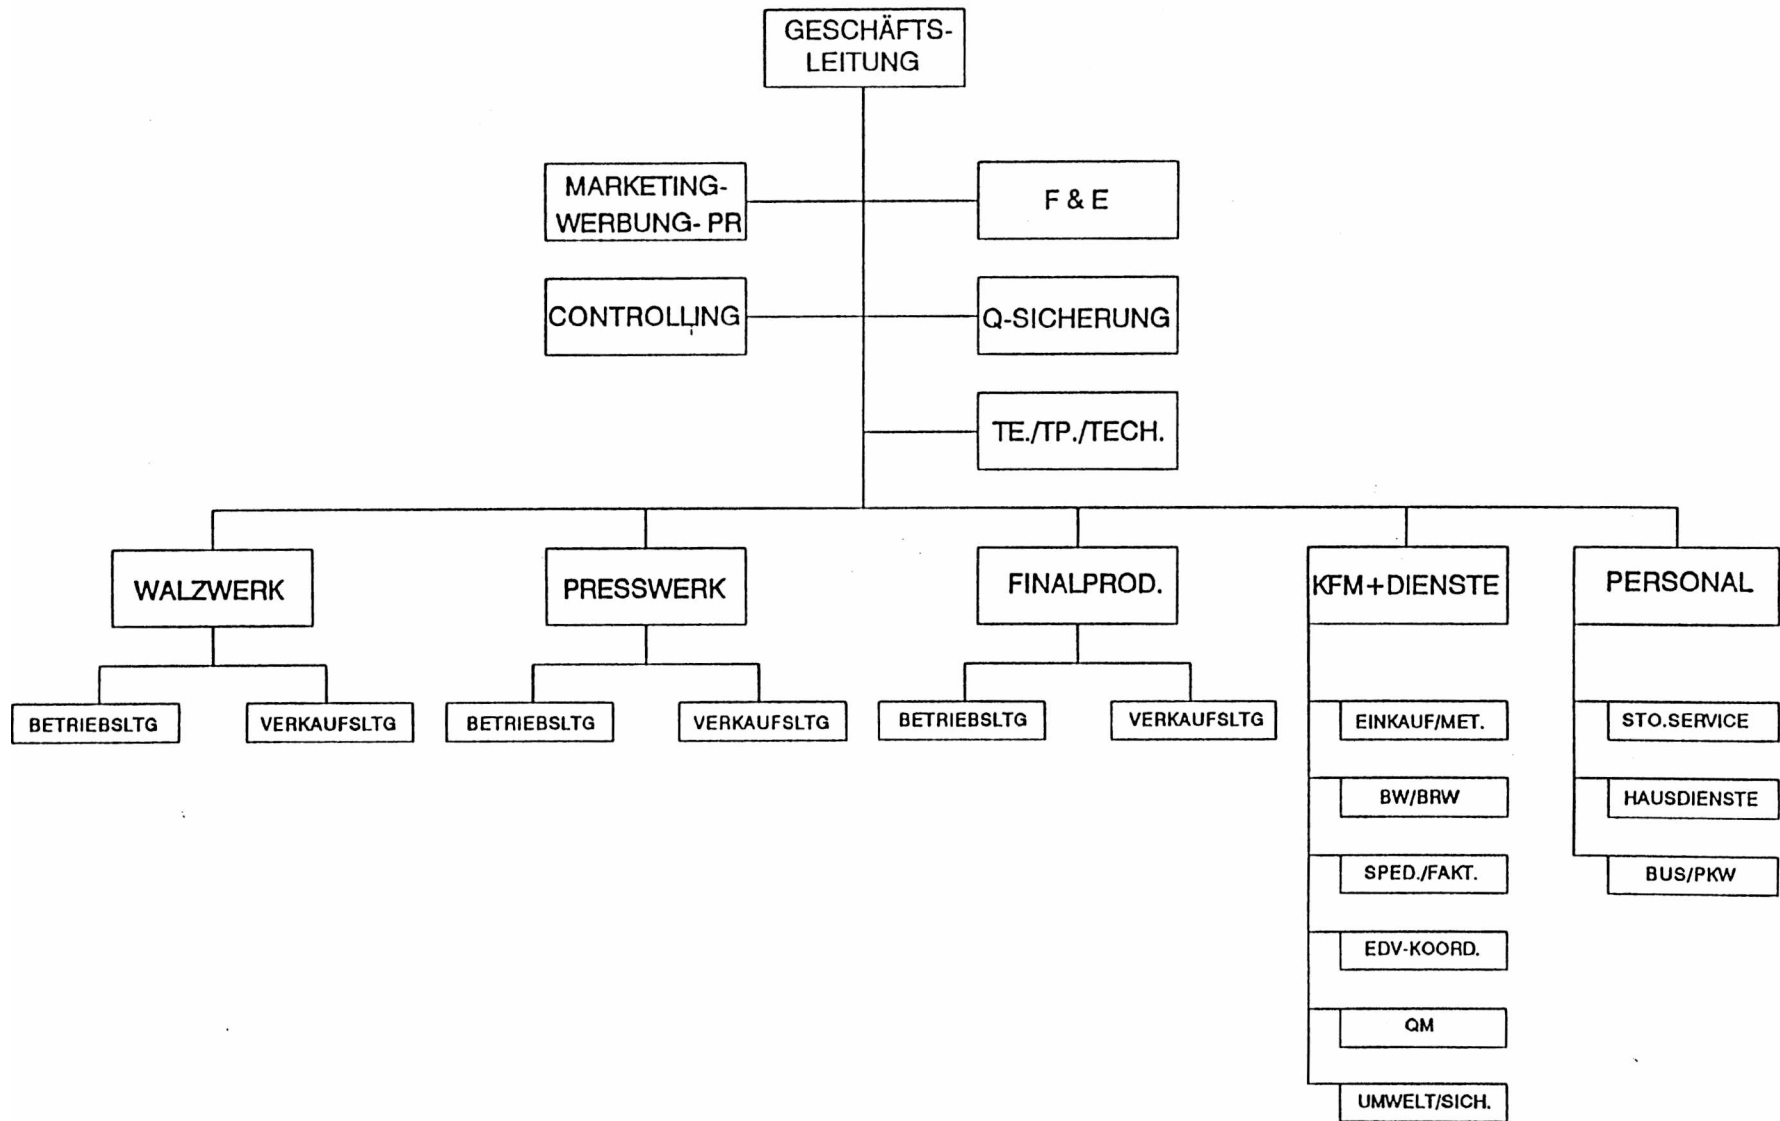 GESCHÄFTS-
LEITUNG
MARKETING-
WERBUNG- PR
F & E
CONTROLLING
Q-SICHERUNG
TE./TP./TECH.
WALZWERK
PRESSWERK
FINALPROD.
KFM+DIENSTE
PERSONAL
BETRIEBSLTG
VERKAUFSLTG
BETRIEBSLTG
VERKAUFSLTG
BETRIEBSLTG
VERKAUFSLTG
EINKAUF/MET.
STO.SERVICE
BW/BRW
HAUSDIENSTE
SPED./FAKT.
BUS/PKW
EDV-KOORD.
QM
UMWELT/SICH.